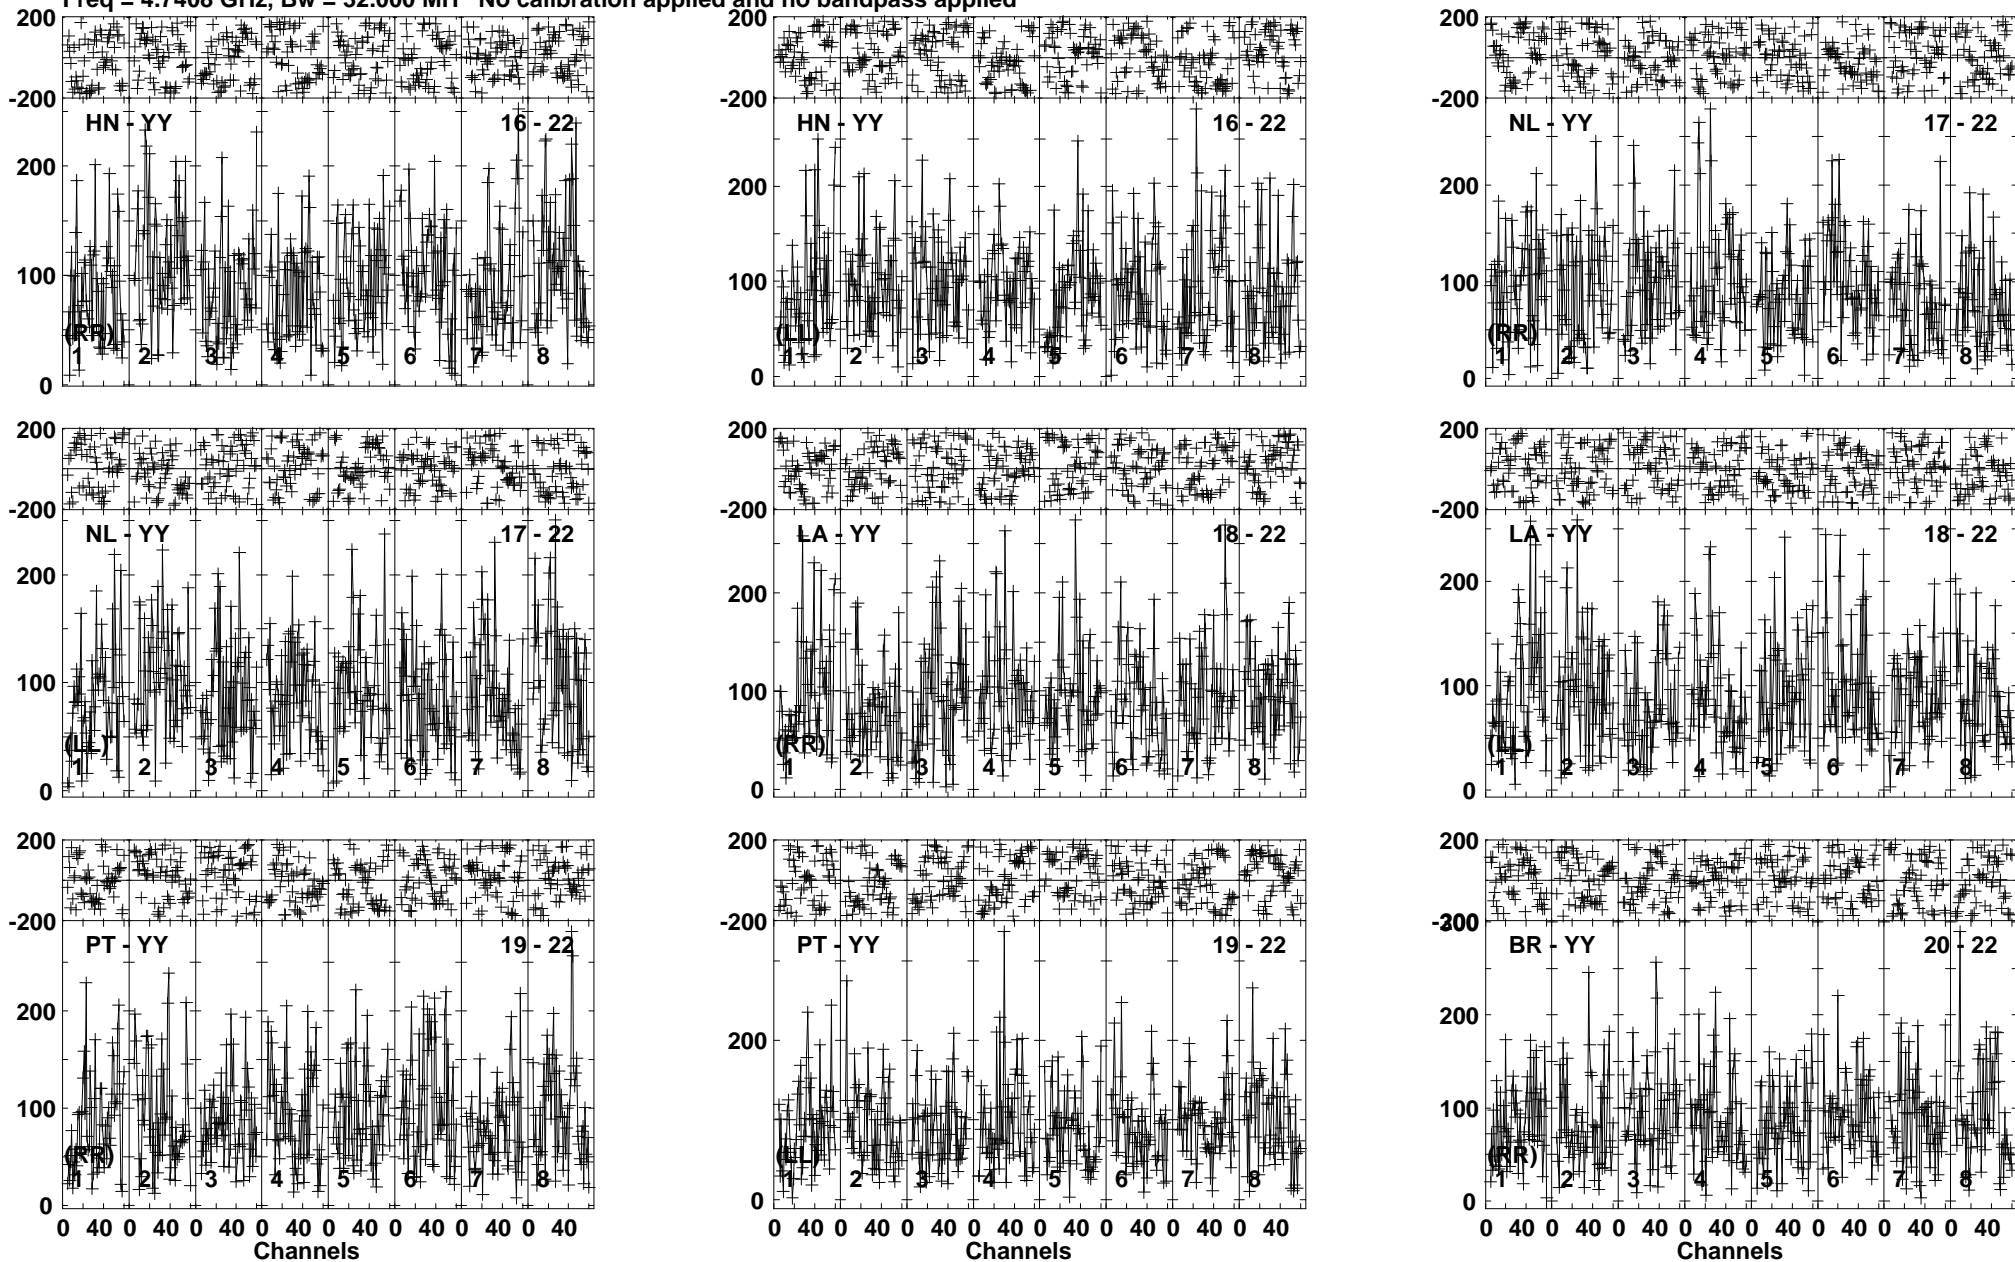 Freq = 4.7408 GHz, Bw = 32.000 MH No calibration applied and no bandpass applied
200 200 200
-200 -200 -200
HN - YY 16 - 22 HN - YY 16 - 22 NL - YY 17 - 22
200 200 200
100 100 100
(RR) (LL) (RR)
1 2 3 4 5 6 7 8 1 2 3 4 5 6 7 8 1 2 3 4 5 6 7 8
0 0 0
200 200 200
-200 -200 -200
NL - YY 17 - 22 LA - YY 18 - 22 LA - YY 18 - 22
200 200 200
100 100 100
(LL) (RR) (LL)
1 2 3 4 5 6 7 8 1 2 3 4 5 6 7 8 1 2 3 4 5 6 7 8
0 0 0
200 200 200
-200 -200 -200
300
PT - YY 19 - 22 PT - YY 19 - 22 BR - YY 20 - 22
200 200 200
100 100
(RR) (LL) (RR)
1 2 3 4 5 6 7 8 1 2 3 4 5 6 7 8 1 2 3 4 5 6 7 8
0 0 0
0 40 0 40 0 40 0 40 0 40 0 40 0 40 0 40 0 40 0 40 0 40 0 40 0 40 0 40 0 40 0 40 0 40 0 40 0 40 0 40 0 40 0 40 0 40 0 40
Channels Channels Channels